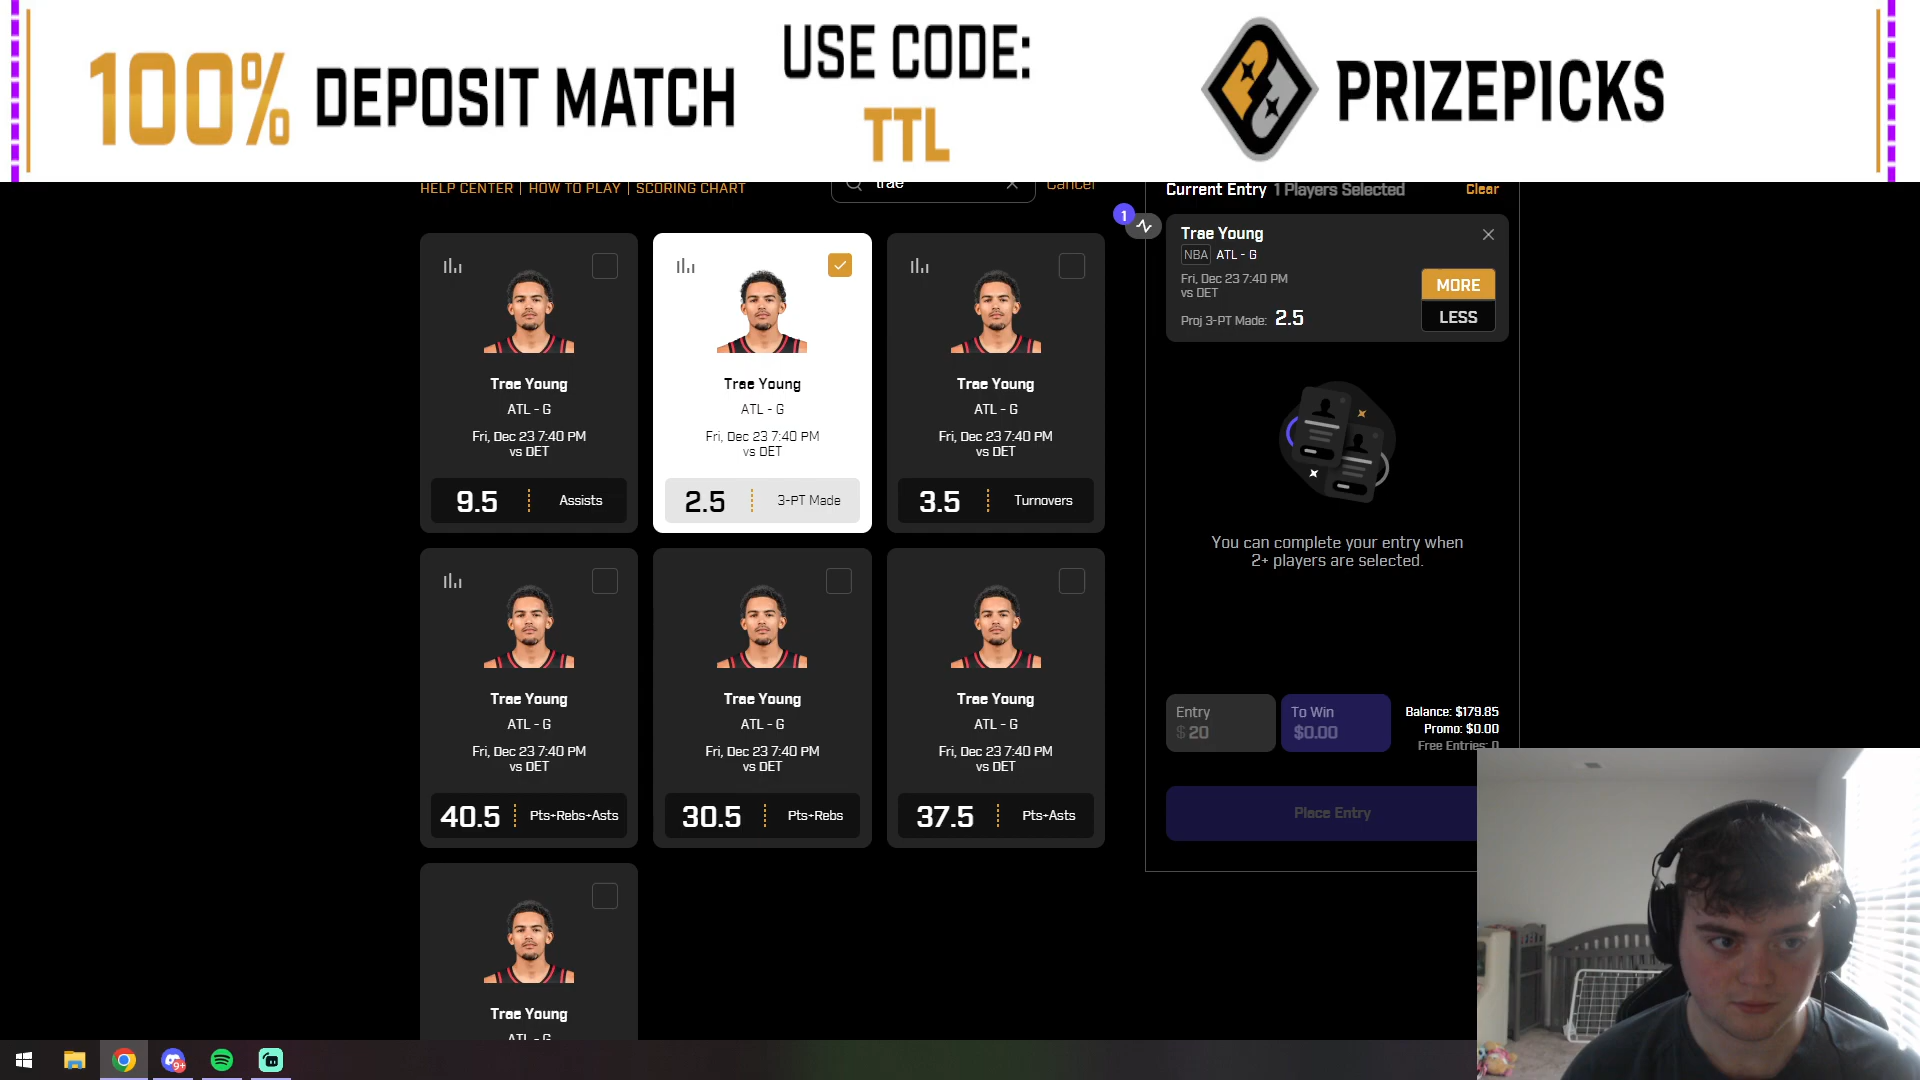 100% DEPOSIT MATCH
USE CODE:
TTL
PRIZEPICKS
HELP CENTER | HOW TO PLAY | SCORING CHART
trae
Cancel
Current Entry 1 Players Selected
Clear
1
Trae Young
NBA ATL - G
Fri, Dec 23 7:40 PM
vs DET
Proj 3-PT Made: 2.5
MORE
LESS
Trae Young
ATL - G
Fri, Dec 23 7:40 PM
vs DET
9.5 Assists
Trae Young
ATL - G
Fri, Dec 23 7:40 PM
vs DET
2.5 3-PT Made
Trae Young
ATL - G
Fri, Dec 23 7:40 PM
vs DET
3.5 Turnovers
You can complete your entry when
2+ players are selected.
Trae Young
ATL - G
Fri, Dec 23 7:40 PM
vs DET
40.5 Pts+Rebs+Asts
Trae Young
ATL - G
Fri, Dec 23 7:40 PM
vs DET
30.5 Pts+Rebs
Trae Young
ATL - G
Fri, Dec 23 7:40 PM
vs DET
37.5 Pts+Asts
Entry
$ 20
To Win
$0.00
Balance: $179.85
Promo: $0.00
Free Entries: 0
Place Entry
Trae Young
ATL - G
9+